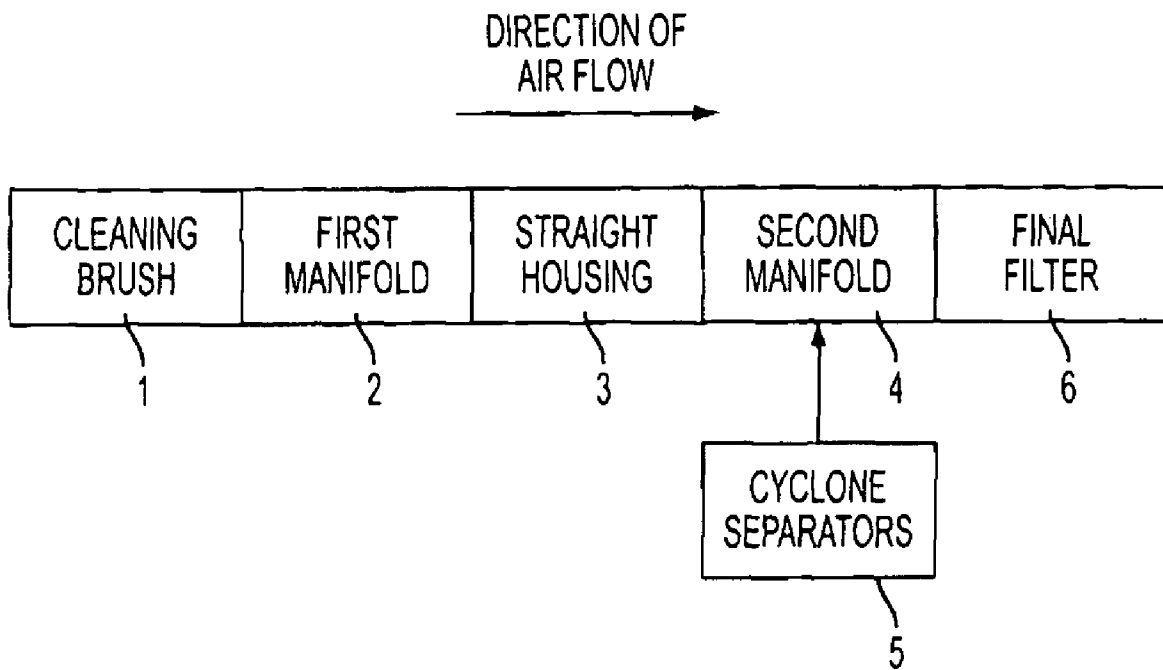 DIRECTION OF
AIR FLOW
CLEANING
BRUSH
FIRST
MANIFOLD
STRAIGHT
HOUSING
SECOND
MANIFOLD
FINAL
FILTER
1
2
3
4
6
CYCLONE
SEPARATORS
5